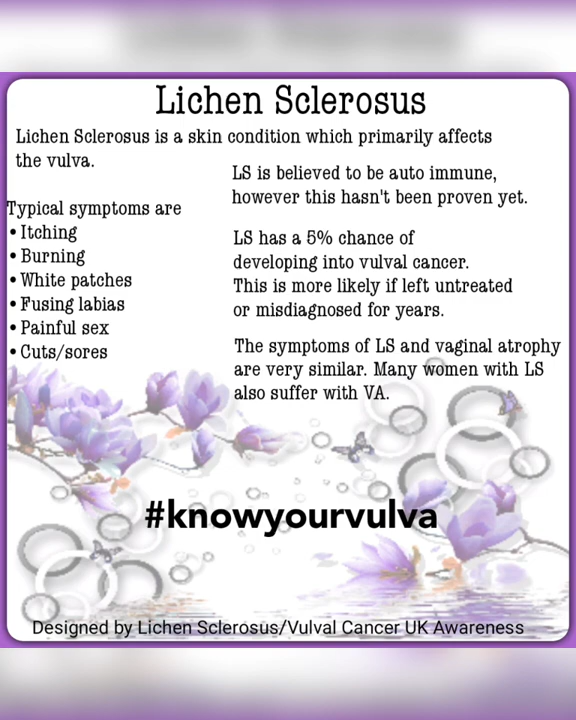 Lichen Sclerosus
Lichen Sclerosus is a skin condition which primarily affects
the vulva.
Typical symptoms are
• Itching
• Burning
• White patches
• Fusing labias
• Painful sex
• Cuts/sores
LS is believed to be auto immune,
however this hasn't been proven yet.
LS has a 5% chance of
developing into vulval cancer.
This is more likely if left untreated
or misdiagnosed for years.
The symptoms of LS and vaginal atrophy
are very similar. Many women with LS
also suffer with VA.
#knowyourvulva
Designed by Lichen Sclerosus/Vulval Cancer UK Awareness